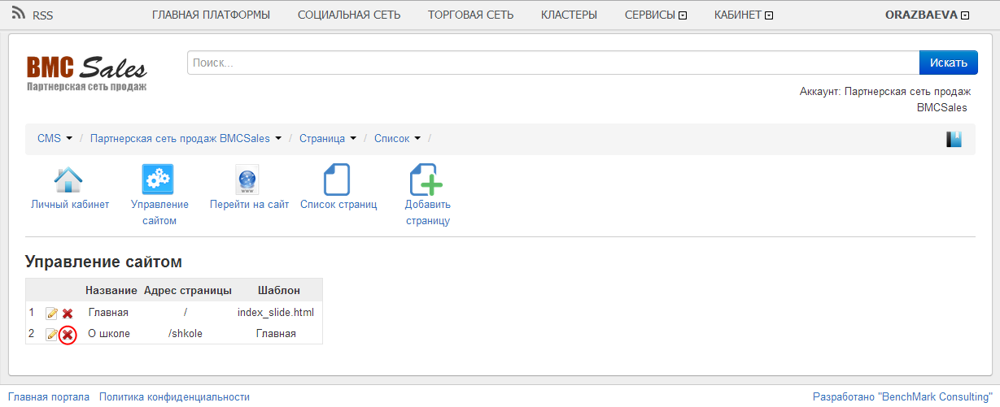 RSS ГЛАВНАЯ ПЛАТФОРМЫ СОЦИАЛЬНАЯ СЕТЬ ТОРГОВАЯ СЕТЬ КЛАСТЕРЫ СЕРВИСЫ КАБИНЕТ ORAZBAEVA
BMC Sales
Партнерская сеть продаж
Поиск... Искать
Аккаунт: Партнерская сеть продаж
BMCSales
CMS / Партнерская сеть продаж BMCSales / Страница / Список /
Личный кабинет Управление сайтом Перейти на сайт Список страниц Добавить страницу
Управление сайтом
Название Адрес страницы Шаблон
1 Главная / index_slide.html
2 О школе /shkole Главная
Главная портала Политика конфиденциальности Разработано "BenchMark Consulting"